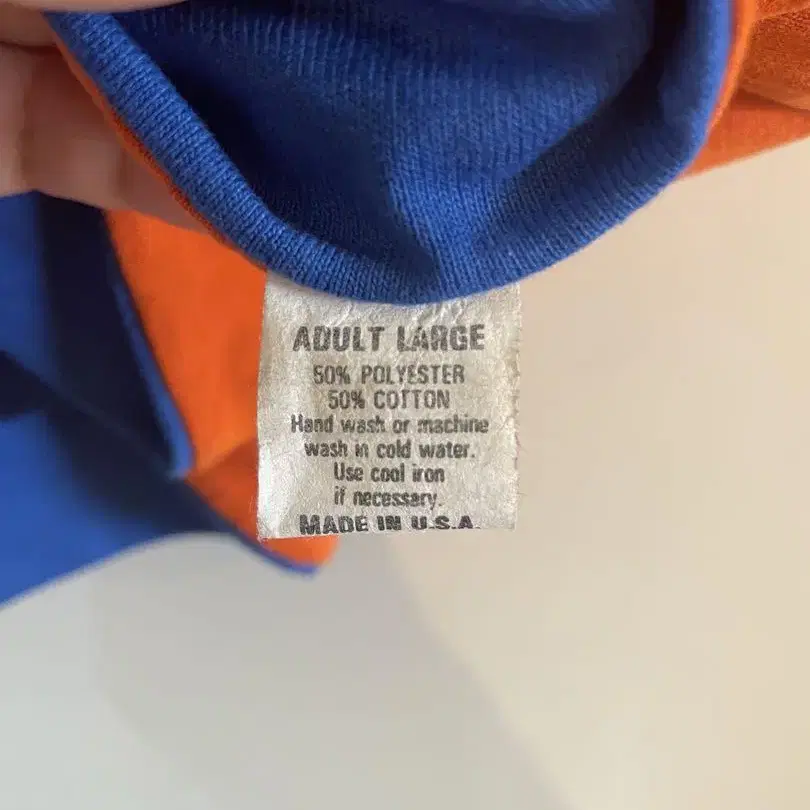 ADULT LARGE
50% POLYESTER
50% COTTON
Hand wash or machine
wash in cold water.
Use cool iron
if necessary.
MADE IN U.S.A.